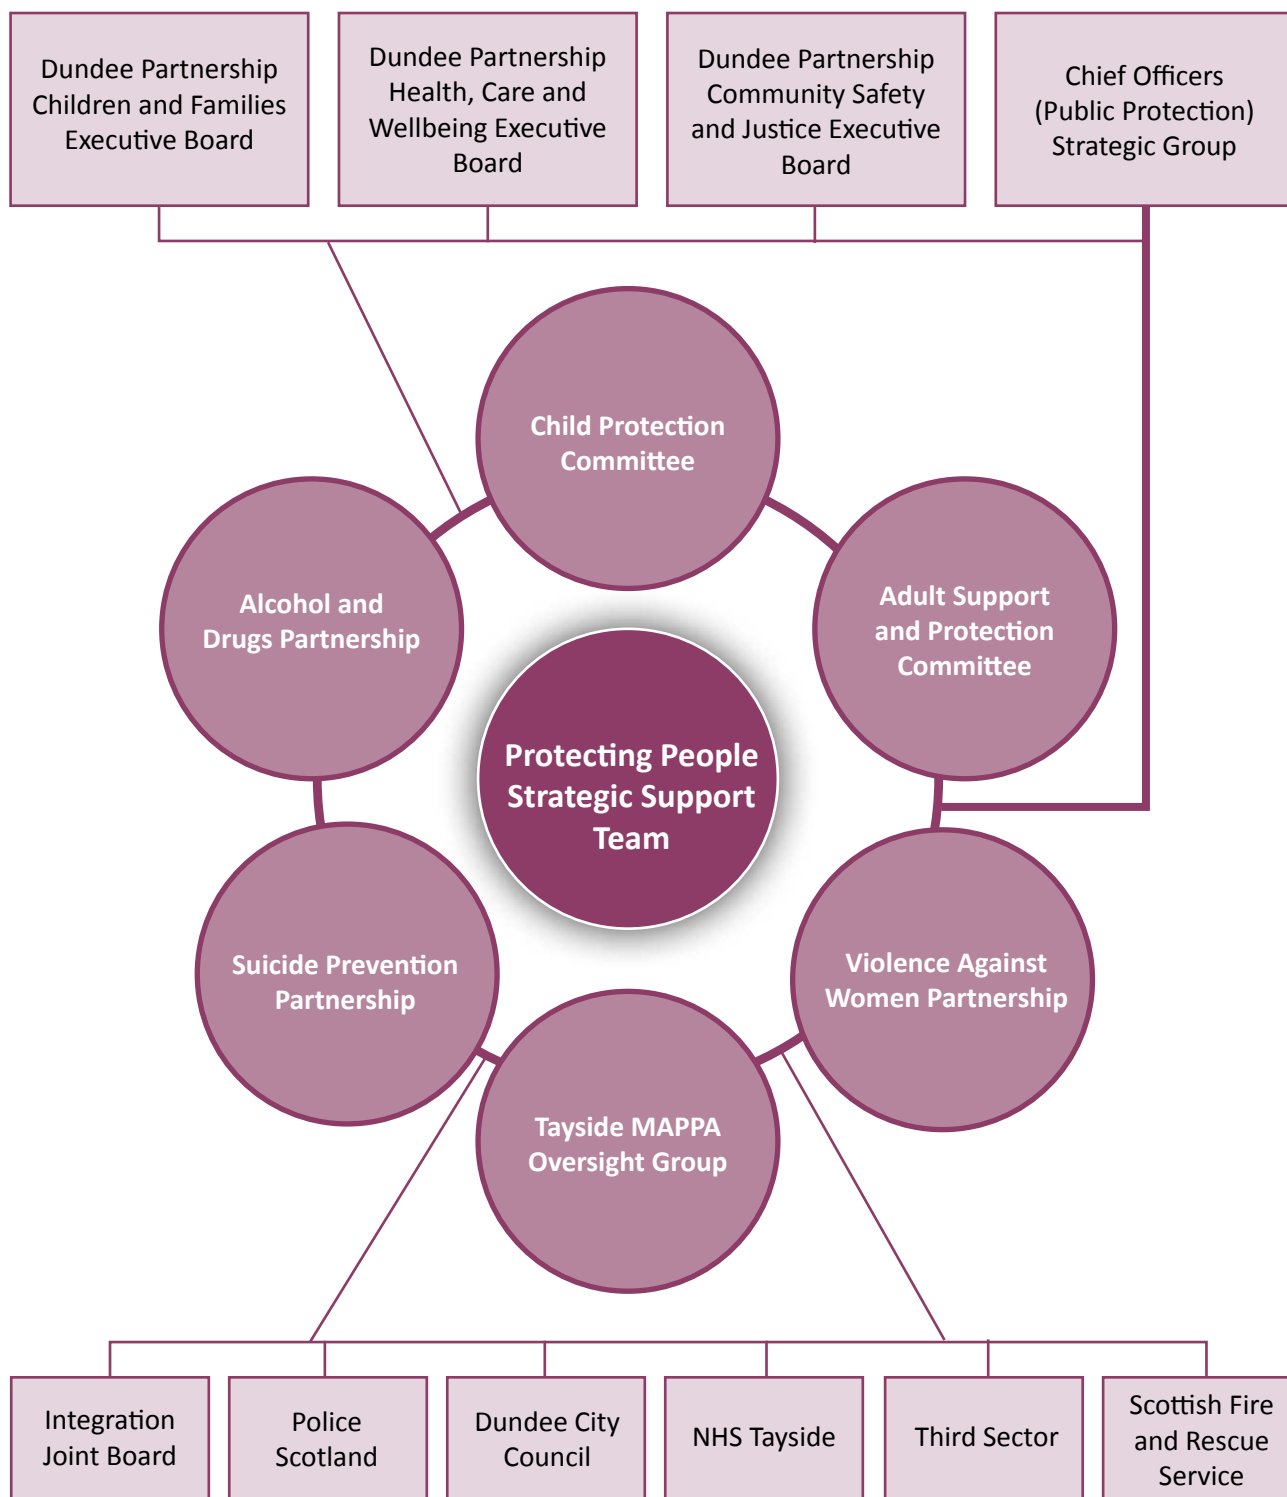 Dundee Partnership
Children and Families
Executive Board
Dundee Partnership
Health, Care and
Wellbeing Executive
Board
Dundee Partnership
Community Safety
and Justice Executive
Board
Chief Officers
(Public Protection)
Strategic Group
Child Protection
Committee
Alcohol and
Drugs Partnership
Adult Support
and Protection
Committee
Protecting People
Strategic Support
Team
Suicide Prevention
Partnership
Violence Against
Women Partnership
Tayside MAPPA
Oversight Group
Integration
Joint Board
Police
Scotland
Dundee City
Council
NHS Tayside
Third Sector
Scottish Fire
and Rescue
Service